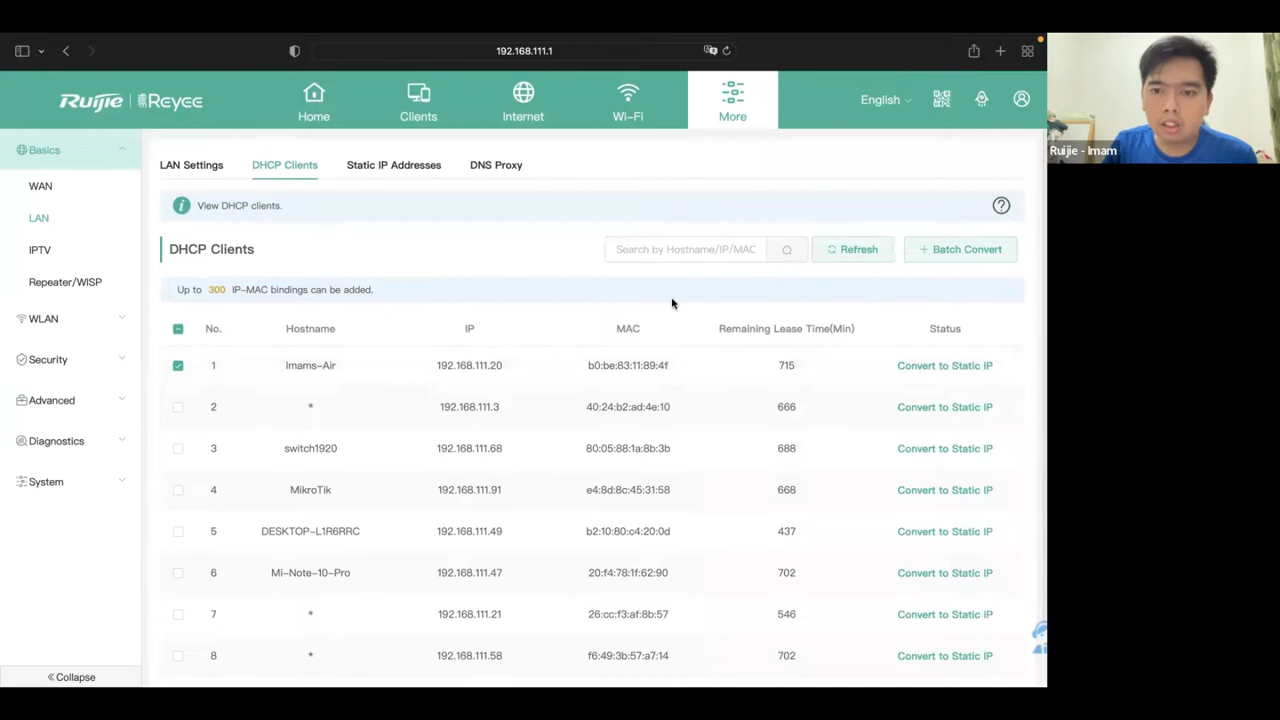 192.168.111.1
Ruijie | Reyee
Home
Clients
Internet
Wi-Fi
More
English
Ruijie - Imam
Basics
WAN
LAN
IPTV
Repeater/WISP
WLAN
Security
Advanced
Diagnostics
System
Collapse
LAN Settings DHCP Clients Static IP Addresses DNS Proxy
View DHCP clients.
DHCP Clients
Search by Hostname/IP/MAC
Refresh
+ Batch Convert
Up to 300 IP-MAC bindings can be added.
No. Hostname IP MAC Remaining Lease Time(Min) Status
1 Imams-Air 192.168.111.20 b0:be:83:11:89:4f 715 Convert to Static IP
2 * 192.168.111.3 40:24:b2:ad:4e:10 666 Convert to Static IP
3 switch1920 192.168.111.68 80:05:88:1a:8b:3b 688 Convert to Static IP
4 MikroTik 192.168.111.91 e4:8d:8c:45:31:58 668 Convert to Static IP
5 DESKTOP-L1R6RRC 192.168.111.49 b2:10:80:c4:20:0d 437 Convert to Static IP
6 Mi-Note-10-Pro 192.168.111.47 20:f4:78:1f:62:90 702 Convert to Static IP
7 * 192.168.111.21 26:cc:f3:af:8b:57 546 Convert to Static IP
8 * 192.168.111.58 f6:49:3b:57:a7:14 702 Convert to Static IP